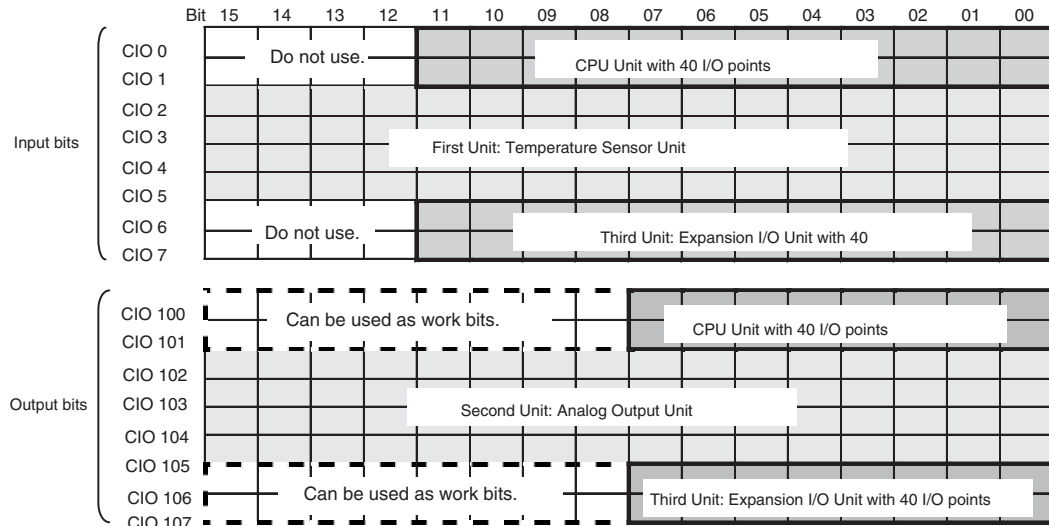 Bit 15 14 13 12 11 10 09 08 07 06 05 04 03 02 01 00
CIO 0
Do not use.
CPU Unit with 40 I/O points
CIO 1
CIO 2
Input bits
CIO 3
First Unit: Temperature Sensor Unit
CIO 4
CIO 5
CIO 6
Do not use.
Third Unit: Expansion I/O Unit with 40
CIO 7
CIO 100
Can be used as work bits.
CPU Unit with 40 I/O points
CIO 101
CIO 102
Output bits
CIO 103
Second Unit: Analog Output Unit
CIO 104
CIO 105
CIO 106
Can be used as work bits.
Third Unit: Expansion I/O Unit with 40 I/O points
CIO 107